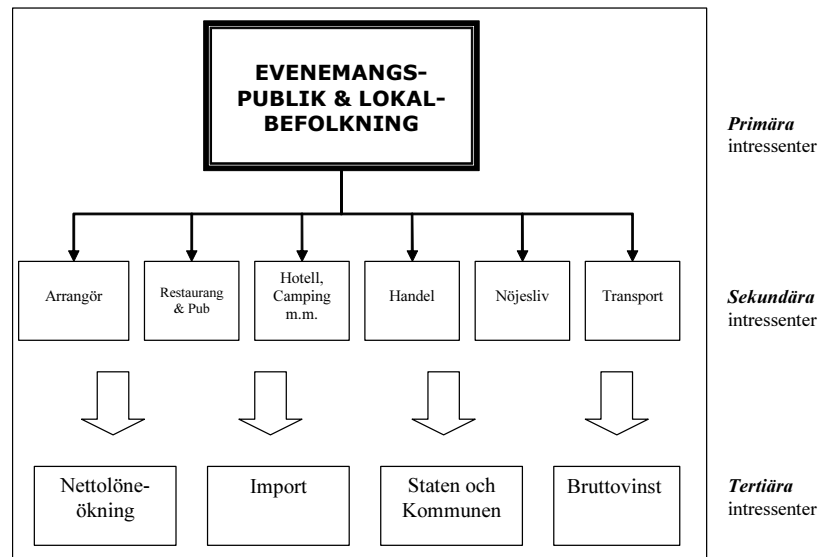 EVENEMANGS-
PUBLIK & LOKAL-
BEFOLKNING
Primära
intressenter
Arrangör
Restaurang
& Pub
Hotell,
Camping
m.m.
Handel
Nöjesliv
Transport
Sekundära
intressenter
Nettolöne-
ökning
Import
Staten och
Kommunen
Bruttovinst
Tertiära
intressenter